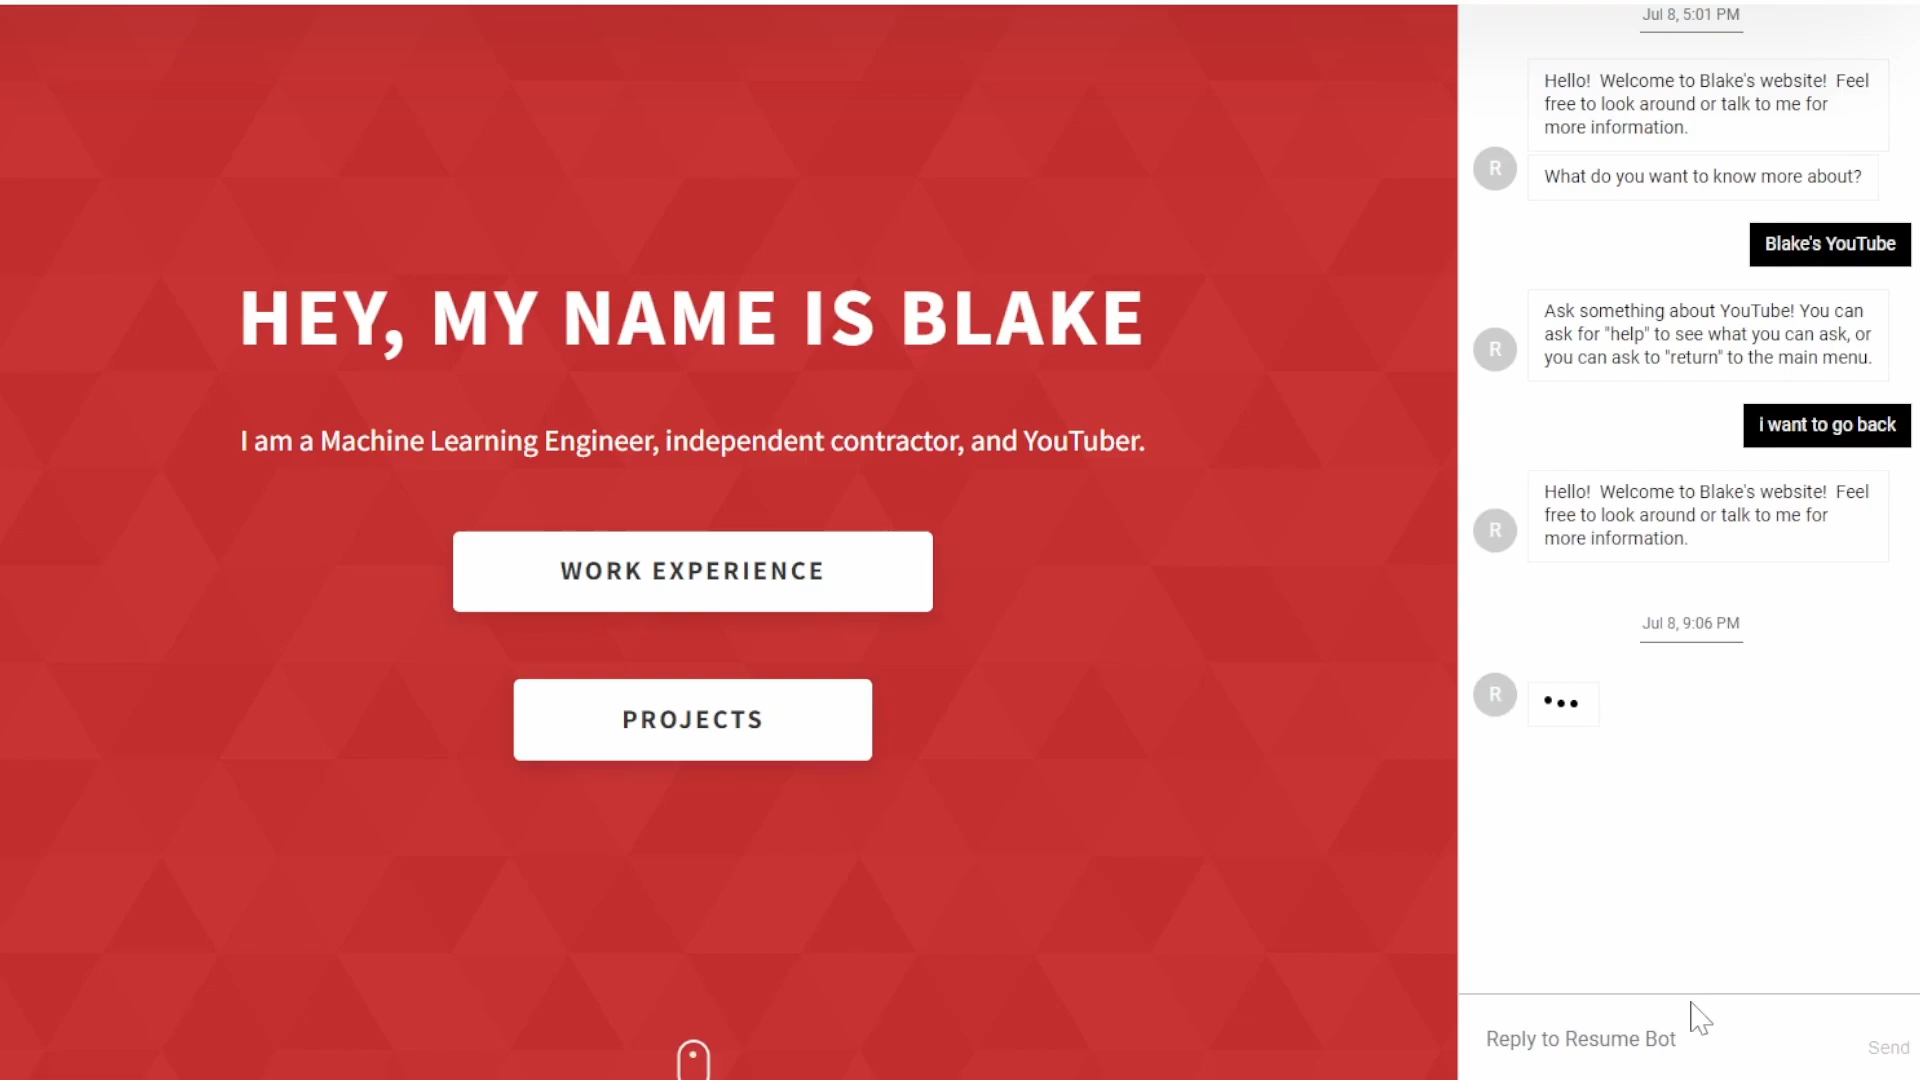 HEY, MY NAME IS BLAKE
I am a Machine Learning Engineer, independent contractor, and YouTuber.
WORK EXPERIENCE
PROJECTS
Jul 8, 5:01 PM
Hello! Welcome to Blake's website! Feel
free to look around or talk to me for
more information.
R
What do you want to know more about?
Blake's YouTube
Ask something about YouTube! You can
ask for "help" to see what you can ask, or
you can ask to "return" to the main menu.
R
i want to go back
Hello! Welcome to Blake's website! Feel
free to look around or talk to me for
more information.
R
Jul 8, 9:06 PM
R
Reply to Resume Bot
Send